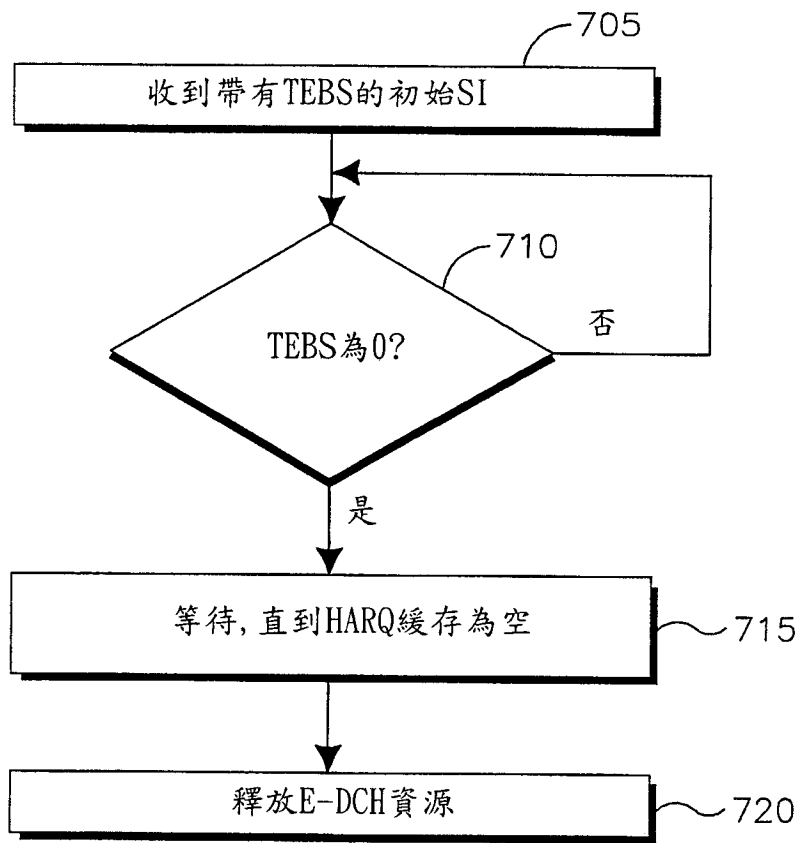 705
收到帶有TEBS的初始SI
710
TEBS為0?
否
是
等待,直到HARQ緩存為空
715
釋放E-DCH資源
720